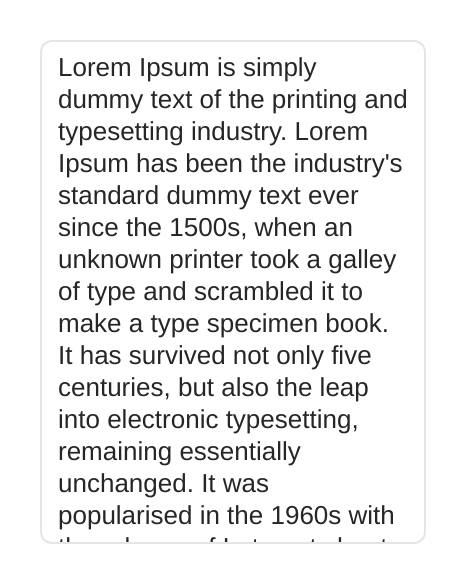 Lorem Ipsum is simply
dummy text of the printing and
typesetting industry. Lorem
Ipsum has been the industry's
standard dummy text ever
since the 1500s, when an
unknown printer took a galley
of type and scrambled it to
make a type specimen book.
It has survived not only five
centuries, but also the leap
into electronic typesetting,
remaining essentially
unchanged. It was
popularised in the 1960s with